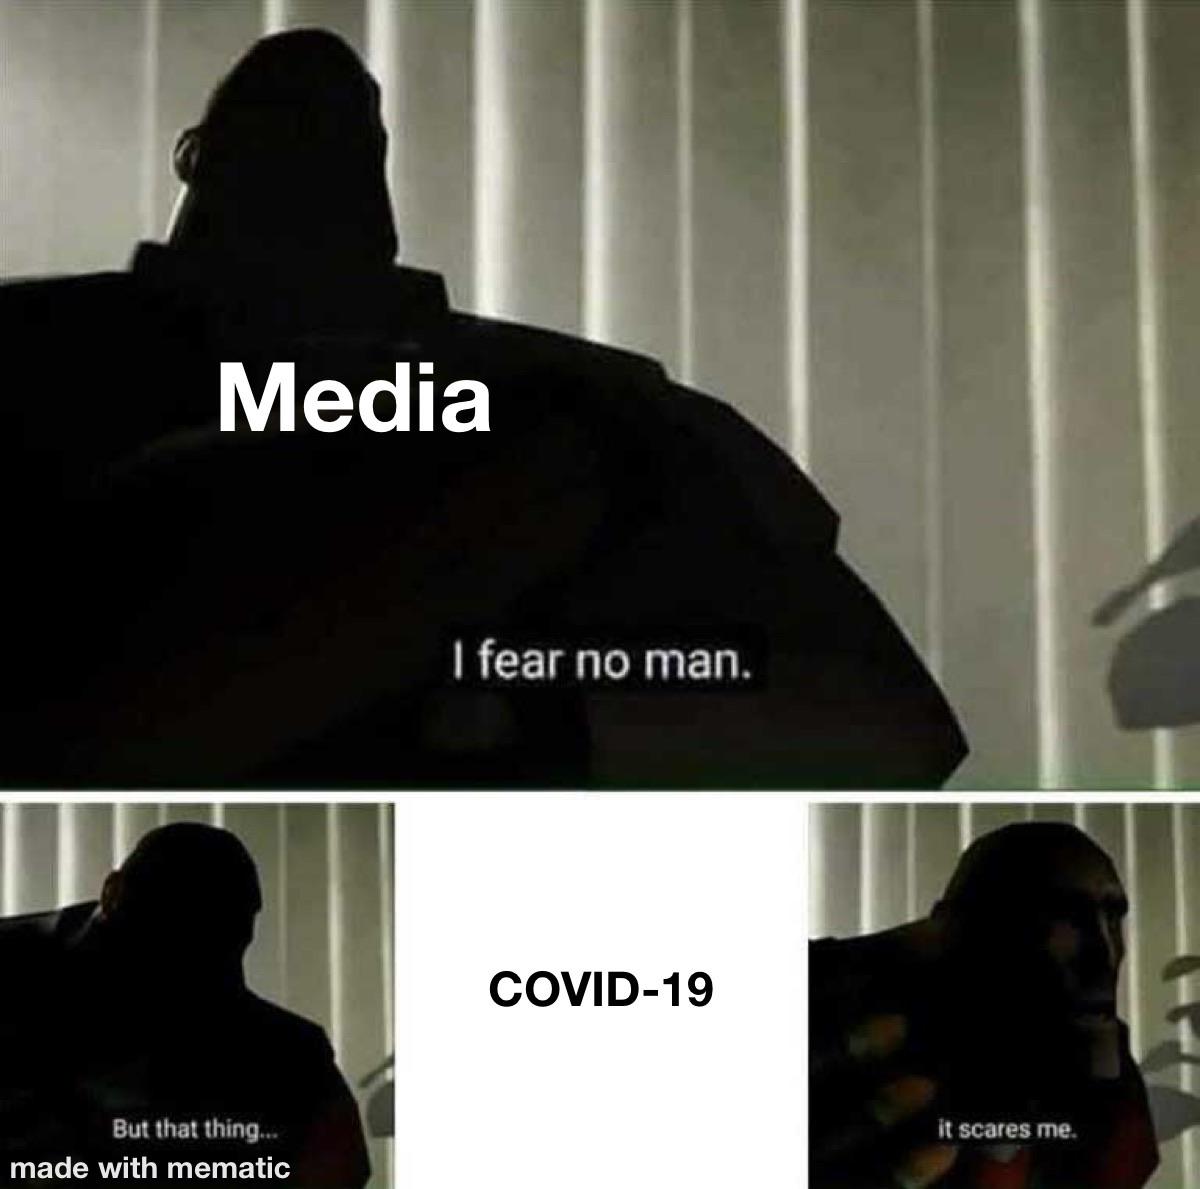 Media
I fear no man.
COVID-19
But that thing...
it scares me.
made with mematic